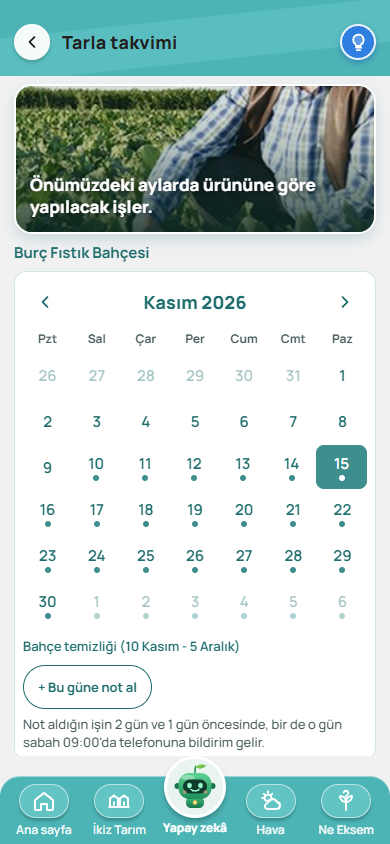 Tarla takvimi
Önümüzdeki aylarda ürününe göre
yapılacak işler.
Burç Fıstık Bahçesi
Kasım 2026
Pzt Sal Çar Per Cum Cmt Paz
26 27 28 29 30 31 1
2 3 4 5 6 7 8
9 10 11 12 13 14 15
16 17 18 19 20 21 22
23 24 25 26 27 28 29
30 1 2 3 4 5 6
Bahçe temizliği (10 Kasım - 5 Aralık)
+ Bu güne not al
Not aldığın işin 2 gün ve 1 gün öncesinde, bir de o gün
sabah 09:00'da telefonuna bildirim gelir.
Ana sayfa İkiz Tarım Yapay zekâ Hava Ne Eksem